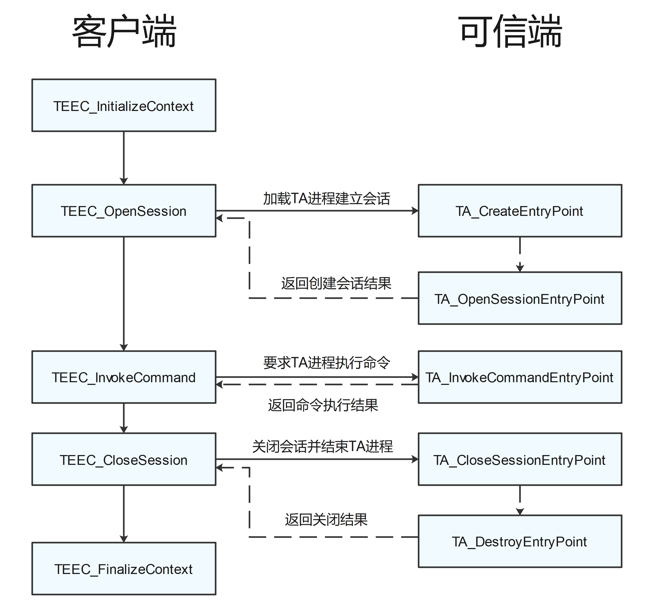 客户端
可信端
TEEC_InitializeContext
TEEC_OpenSession
加载TA进程建立会话
TA_CreateEntryPoint
返回创建会话结果
TA_OpenSessionEntryPoint
TEEC_InvokeCommand
要求TA进程执行命令
TA_InvokeCommandEntryPoint
返回命令执行结果
TEEC_CloseSession
关闭会话并结束TA进程
TA_CloseSessionEntryPoint
返回关闭结果
TA_DestroyEntryPoint
TEEC_FinalizeContext